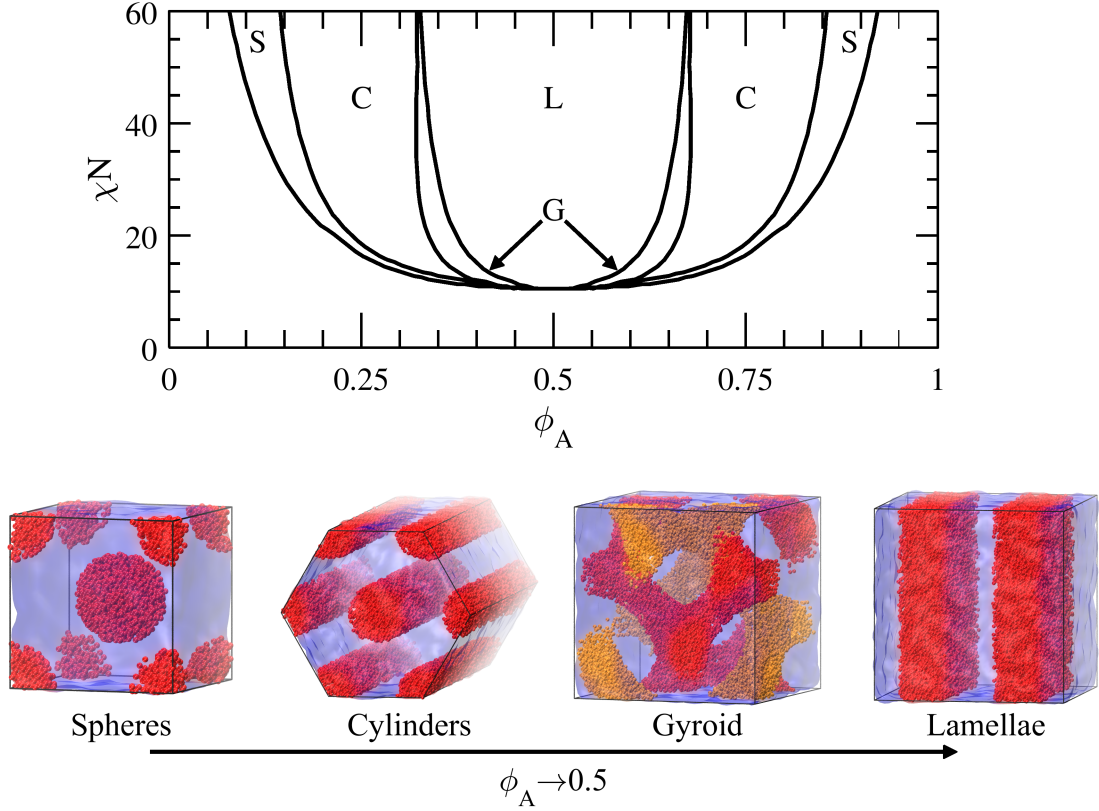 60
40
20
0
χN
S
C
L
C
S
G
0
0.25
0.5
0.75
1
ϕA
Spheres
Cylinders
Gyroid
Lamellae
ϕA→0.5